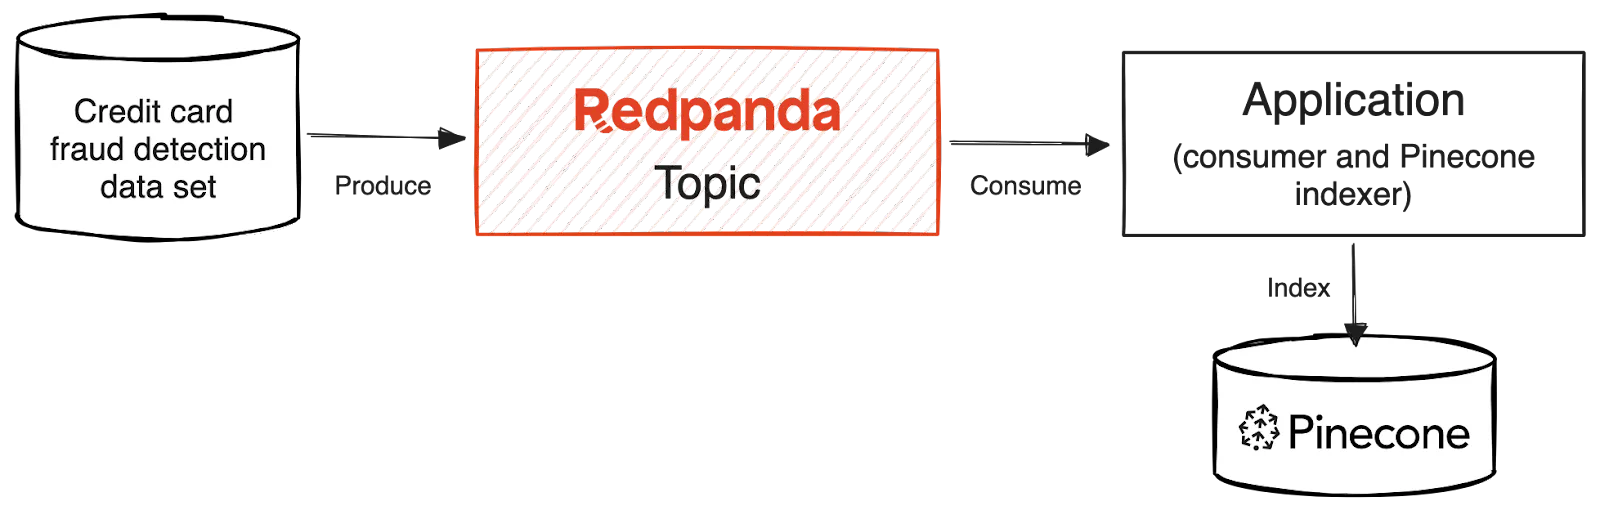 Credit card
fraud detection
data set
Produce
Redpanda
Topic
Consume
Application
(consumer and Pinecone
indexer)
Index
Pinecone